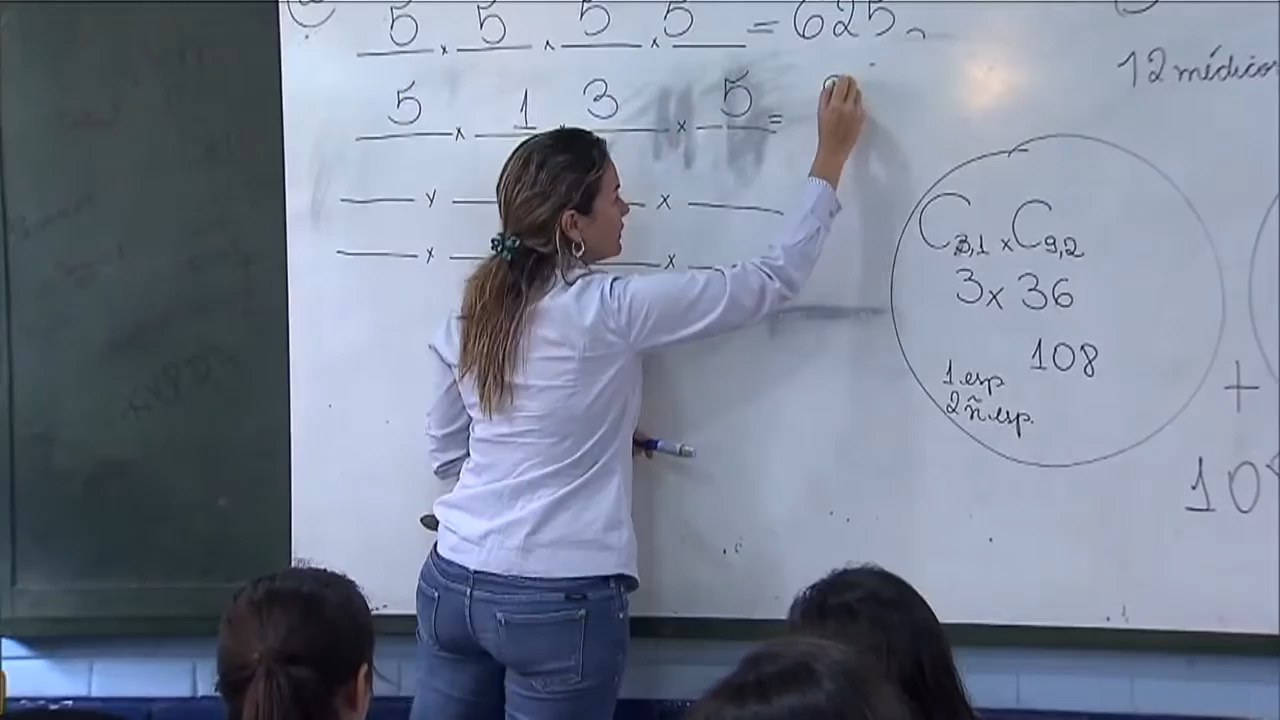 5 x 5 x 5 x 5 = 625
5 x 1 3 x 5 =
x x
x x
12 médicos
C3,1 x C9,2
3 x 36
108
1 esp
2 ñ esp.
+